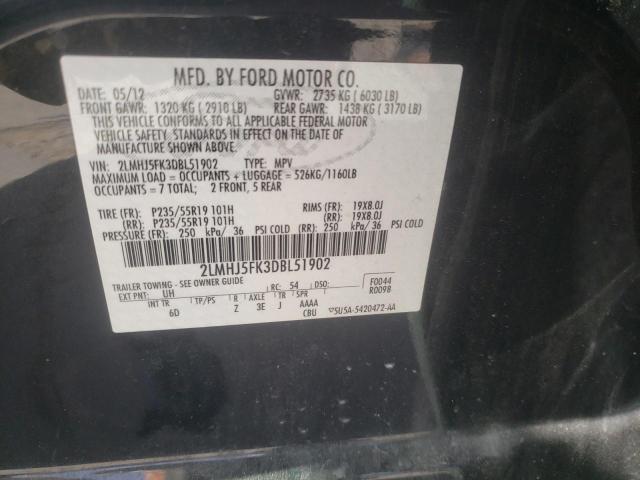 MFD. BY FORD MOTOR CO.
DATE: 05/12 GVWR: 2735 KG ( 6030 LB)
FRONT GAWR: 1320 KG ( 2910 LB) REAR GAWR: 1438 KG ( 3170 LB)
THIS VEHICLE CONFORMS TO ALL APPLICABLE FEDERAL MOTOR
VEHICLE SAFETY STANDARDS IN EFFECT ON THE DATE OF
MANUFACTURE SHOWN ABOVE.
VIN: 2LMHJ5FK3DBL51902 TYPE: MPV
MAXIMUM LOAD = OCCUPANTS + LUGGAGE = 526KG/1160LB
OCCUPANTS = 7 TOTAL; 2 FRONT, 5 REAR
TIRE (FR): P235/55R19 101H RIMS (FR): 19X8.0J
(RR): P235/55R19 101H (RR): 19X8.0J
PRESSURE (FR): 250 kPa/ 36 PSI COLD (RR): 250 kPa/ 36 PSI COLD
2LMHJ5FK3DBL51902
TRAILER TOWING - SEE OWNER GUIDE
EXT PNT: UH RC: 54 DSO: F0044
R0098
INT TR TP/PS R AXLE TR SPR
6D Z 3E J AAAA
CBU 5U5A-5420472-AA